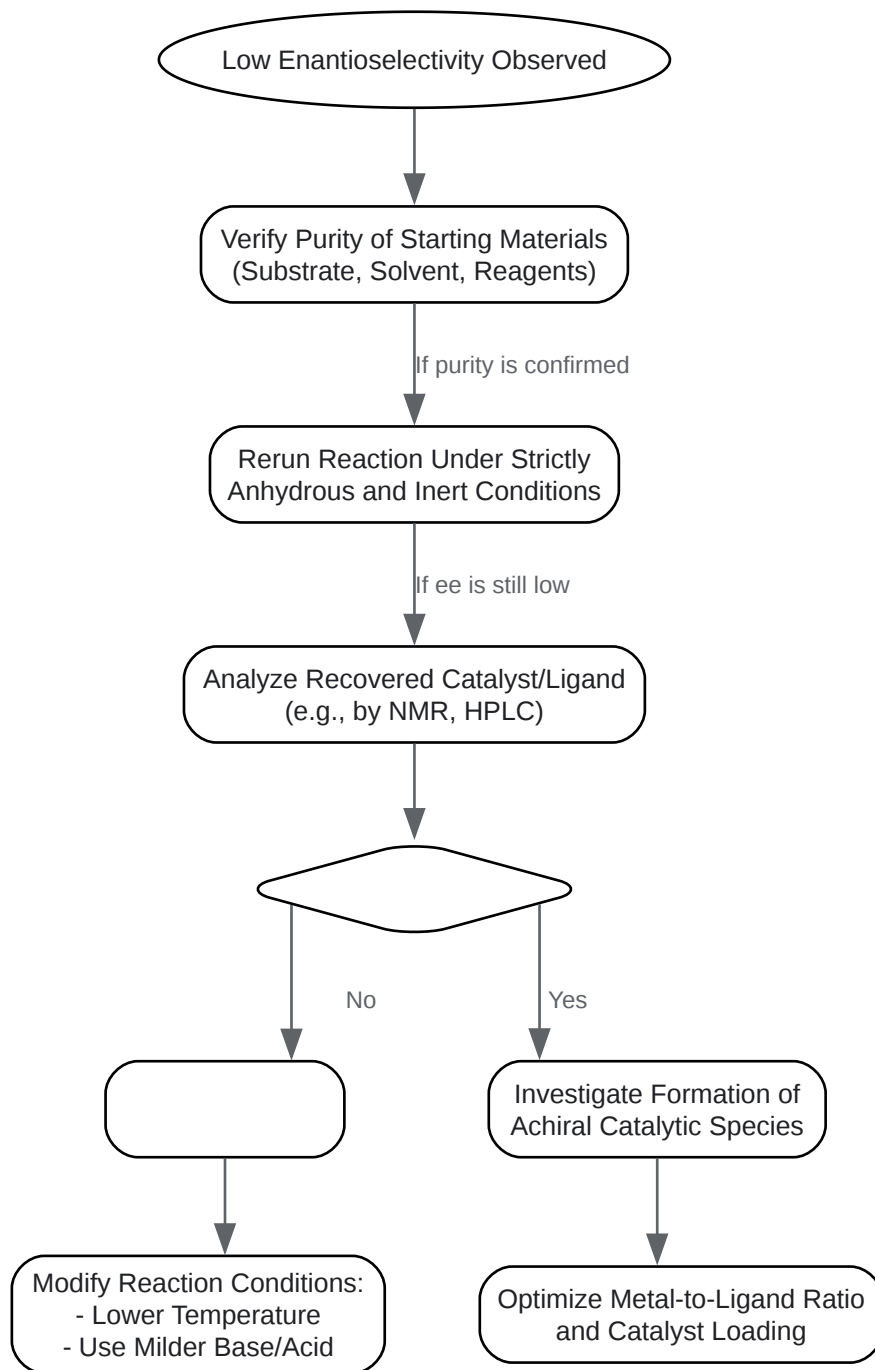 Low Enantioselectivity Observed
Verify Purity of Starting Materials
(Substrate, Solvent, Reagents)
If purity is confirmed
Rerun Reaction Under Strictly
Anhydrous and Inert Conditions
If ee is still low
Analyze Recovered Catalyst/Ligand
(e.g., by NMR, HPLC)
No
Yes
Investigate Formation of
Achiral Catalytic Species
Modify Reaction Conditions:
- Lower Temperature
- Use Milder Base/Acid
Optimize Metal-to-Ligand Ratio
and Catalyst Loading